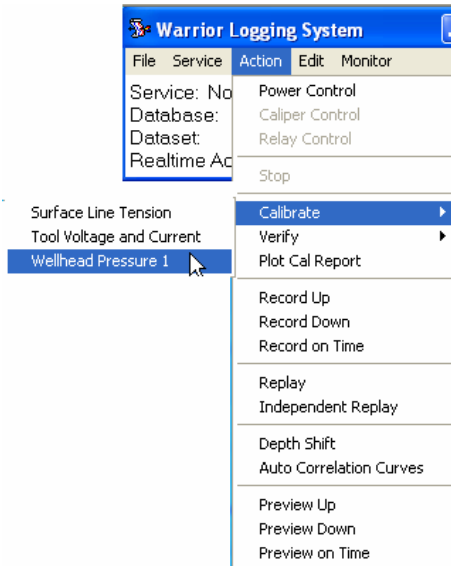 Warrior Logging System
File Service Action Edit Monitor
Service: No
Database:
Dataset:
Realtime Ac
Power Control
Caliper Control
Relay Control
Stop
Calibrate
Verify
Plot Cal Report
Surface Line Tension
Tool Voltage and Current
Wellhead Pressure 1
Record Up
Record Down
Record on Time
Replay
Independent Replay
Depth Shift
Auto Correlation Curves
Preview Up
Preview Down
Preview on Time